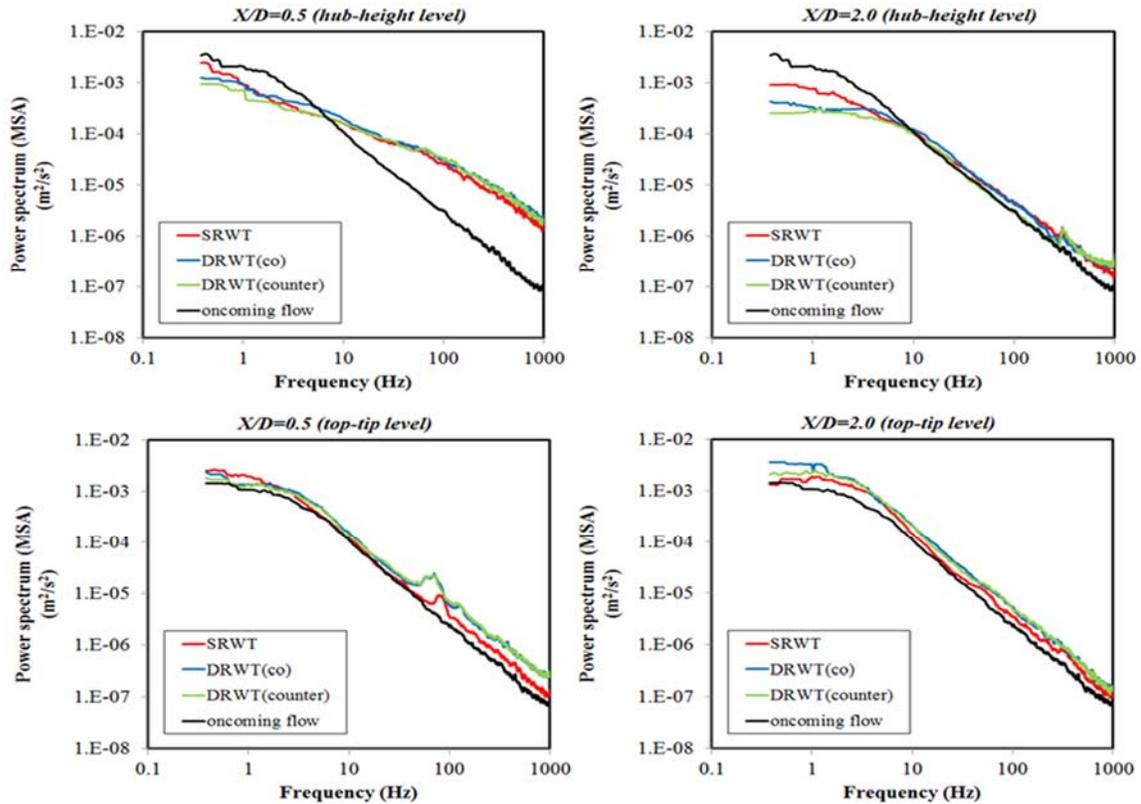 X/D=0.5 (hub-height level)
Power spectrum (MSA)
(m²/s²)
1.E-02
1.E-03
1.E-04
1.E-05
1.E-06
1.E-07
1.E-08
SRWT
DRWT(co)
DRWT(counter)
oncoming flow
0.1 1 10 100 1000
Frequency (Hz)
X/D=2.0 (hub-height level)
Power spectrum (MSA)
(m²/s²)
1.E-02
1.E-03
1.E-04
1.E-05
1.E-06
1.E-07
1.E-08
SRWT
DRWT(co)
DRWT(counter)
oncoming flow
0.1 1 10 100 1000
Frequency (Hz)
X/D=0.5 (top-tip level)
Power spectrum (MSA)
(m²/s²)
1.E-02
1.E-03
1.E-04
1.E-05
1.E-06
1.E-07
1.E-08
SRWT
DRWT(co)
DRWT(counter)
oncoming flow
0.1 1 10 100 1000
Frequency (Hz)
X/D=2.0 (top-tip level)
Power spectrum (MSA)
(m²/s²)
1.E-02
1.E-03
1.E-04
1.E-05
1.E-06
1.E-07
1.E-08
SRWT
DRWT(co)
DRWT(counter)
oncoming flow
0.1 1 10 100 1000
Frequency (Hz)